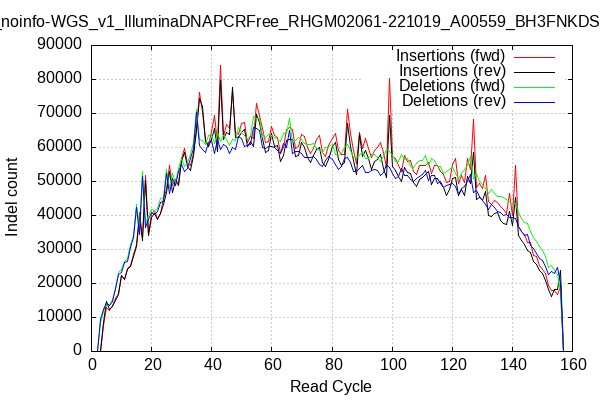 _noinfo-WGS_v1_IlluminaDNAPCRFree_RHGM02061-221019_A00559_BH3FNKDS
90000
80000
70000
60000
50000
40000
30000
20000
10000
0
Indel count
Insertions (fwd)
Insertions (rev)
Deletions (fwd)
Deletions (rev)
0 20 40 60 80 100 120 140 160
Read Cycle